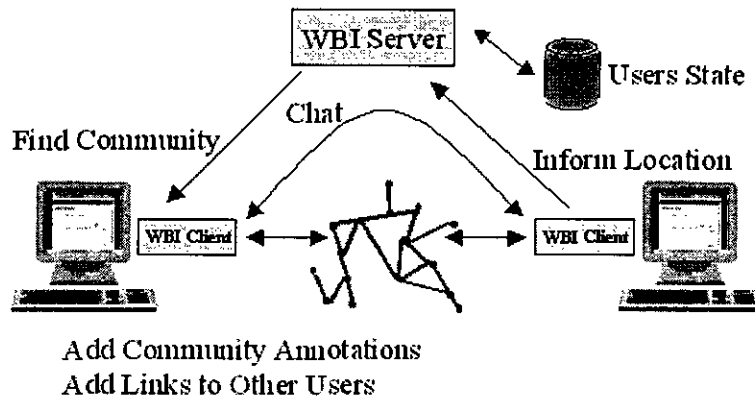 WBI Server
Users State
Chat
Find Community
Inform Location
WBI Client
WBI Client
Add Community Annotations
Add Links to Other Users